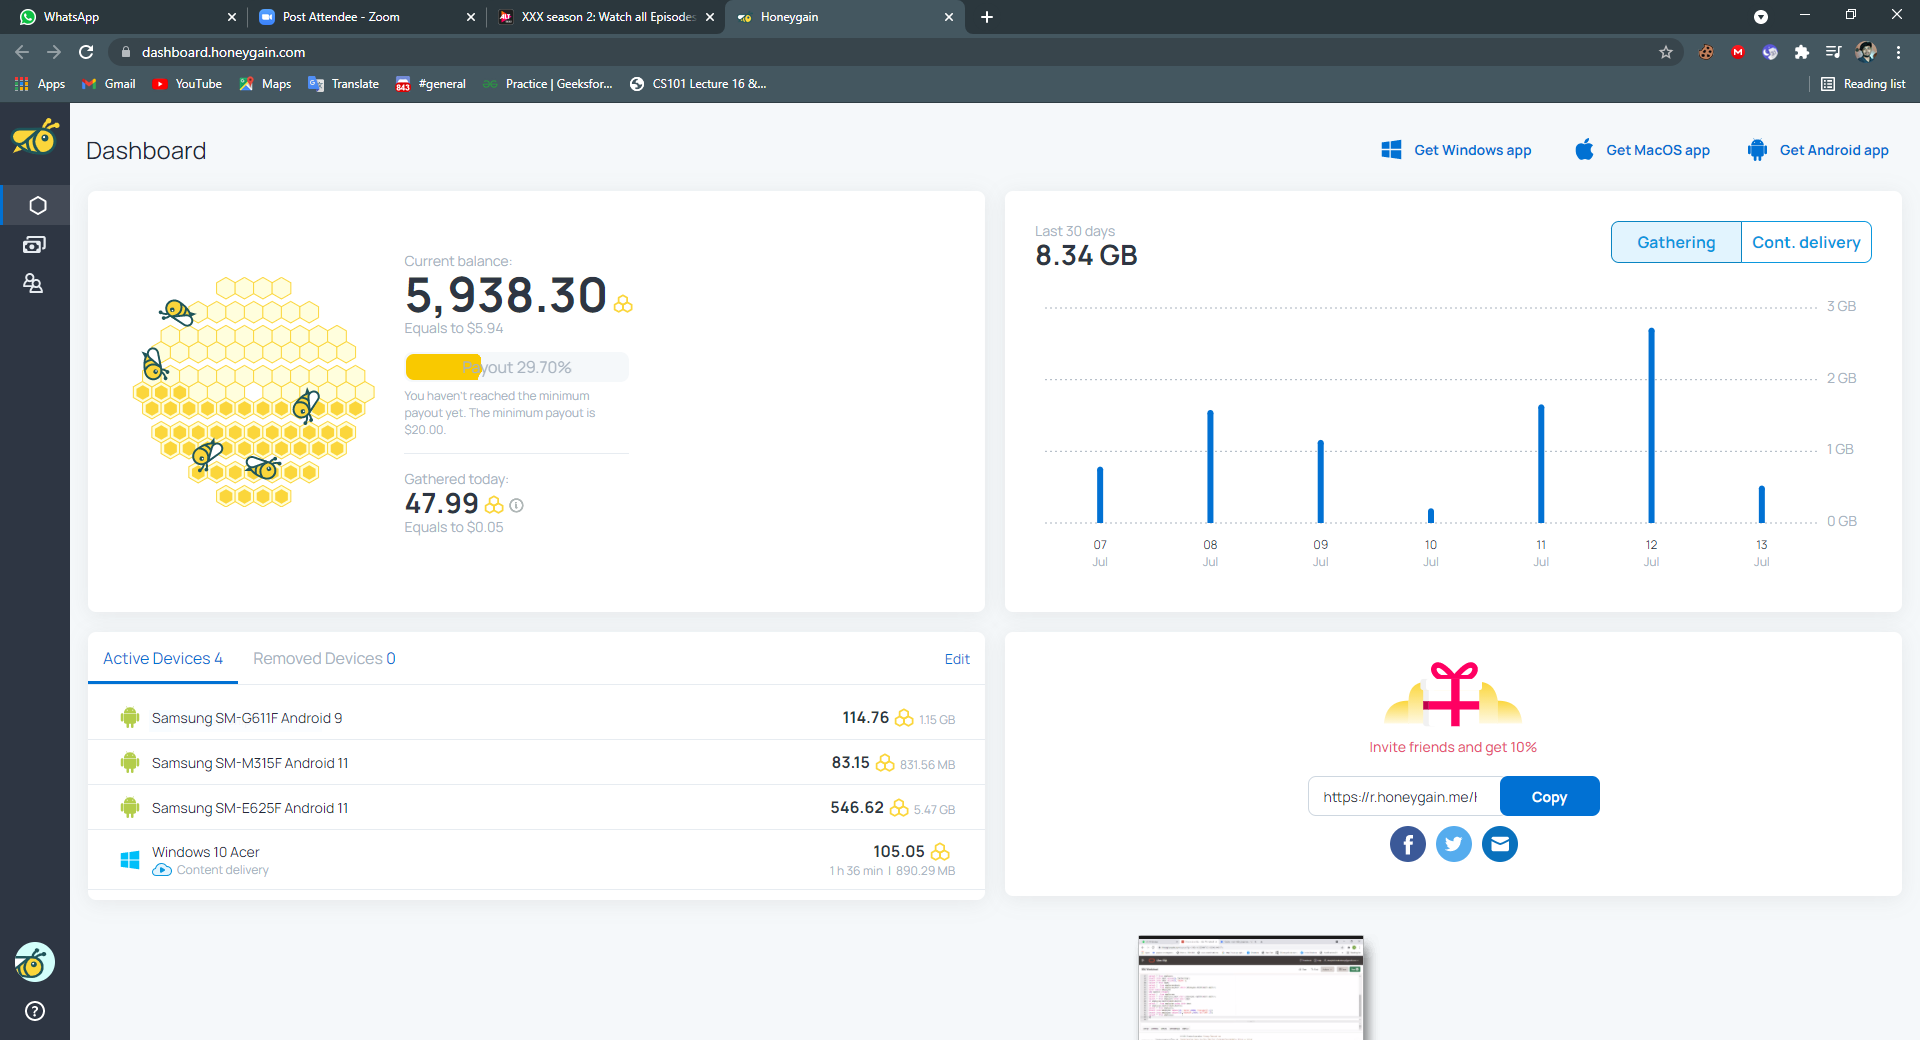 WhatsApp
Post Attendee - Zoom
XXX season 2: Watch all Episodes
Honeygain
dashboard.honeygain.com
Apps
Gmail
YouTube
Maps
Translate
843
#general
Practice | Geeksfor...
CS101 Lecture 16 &...
Reading list
Dashboard
Get Windows app
Get MacOS app
Get Android app
Current balance:
5,938.30
Equals to $5.94
Payout 29.70%
You haven't reached the minimum
payout yet. The minimum payout is
$20.00.
Gathered today:
47.99
Equals to $0.05
Last 30 days
8.34 GB
Gathering
Cont. delivery
3 GB
2 GB
1 GB
0 GB
07 08 09 10 11 12 13
Jul Jul Jul Jul Jul Jul Jul
Active Devices 4
Removed Devices 0
Edit
Samsung SM-G611F Android 9 114.76 1.15 GB
Samsung SM-M315F Android 11 83.15 831.56 MB
Samsung SM-E625F Android 11 546.62 5.47 GB
Windows 10 Acer 105.05
Content delivery 1 h 36 min | 890.29 MB
Invite friends and get 10%
https://r.honeygain.me/
Copy